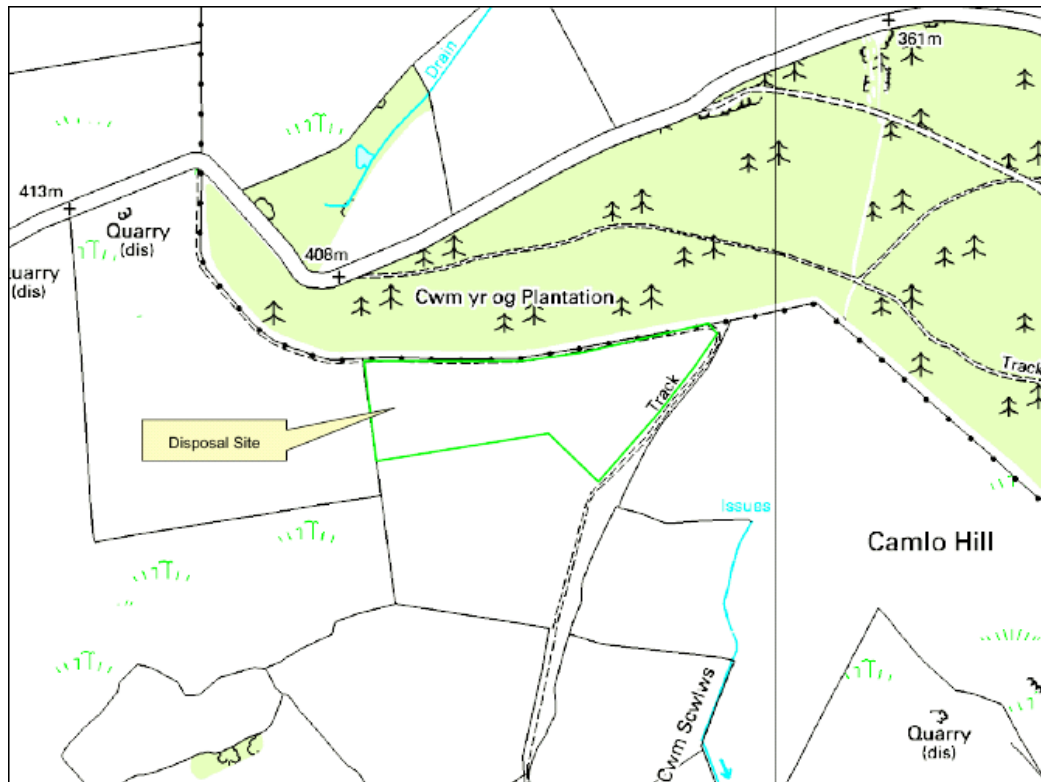 361m
Drain
413m
Quarry
(dis)
uarry
(dis)
408m
Cwm yr og Plantation
Track
Track
Disposal Site
Issues
Camlo Hill
Cwm Scwlws
Quarry
(dis)